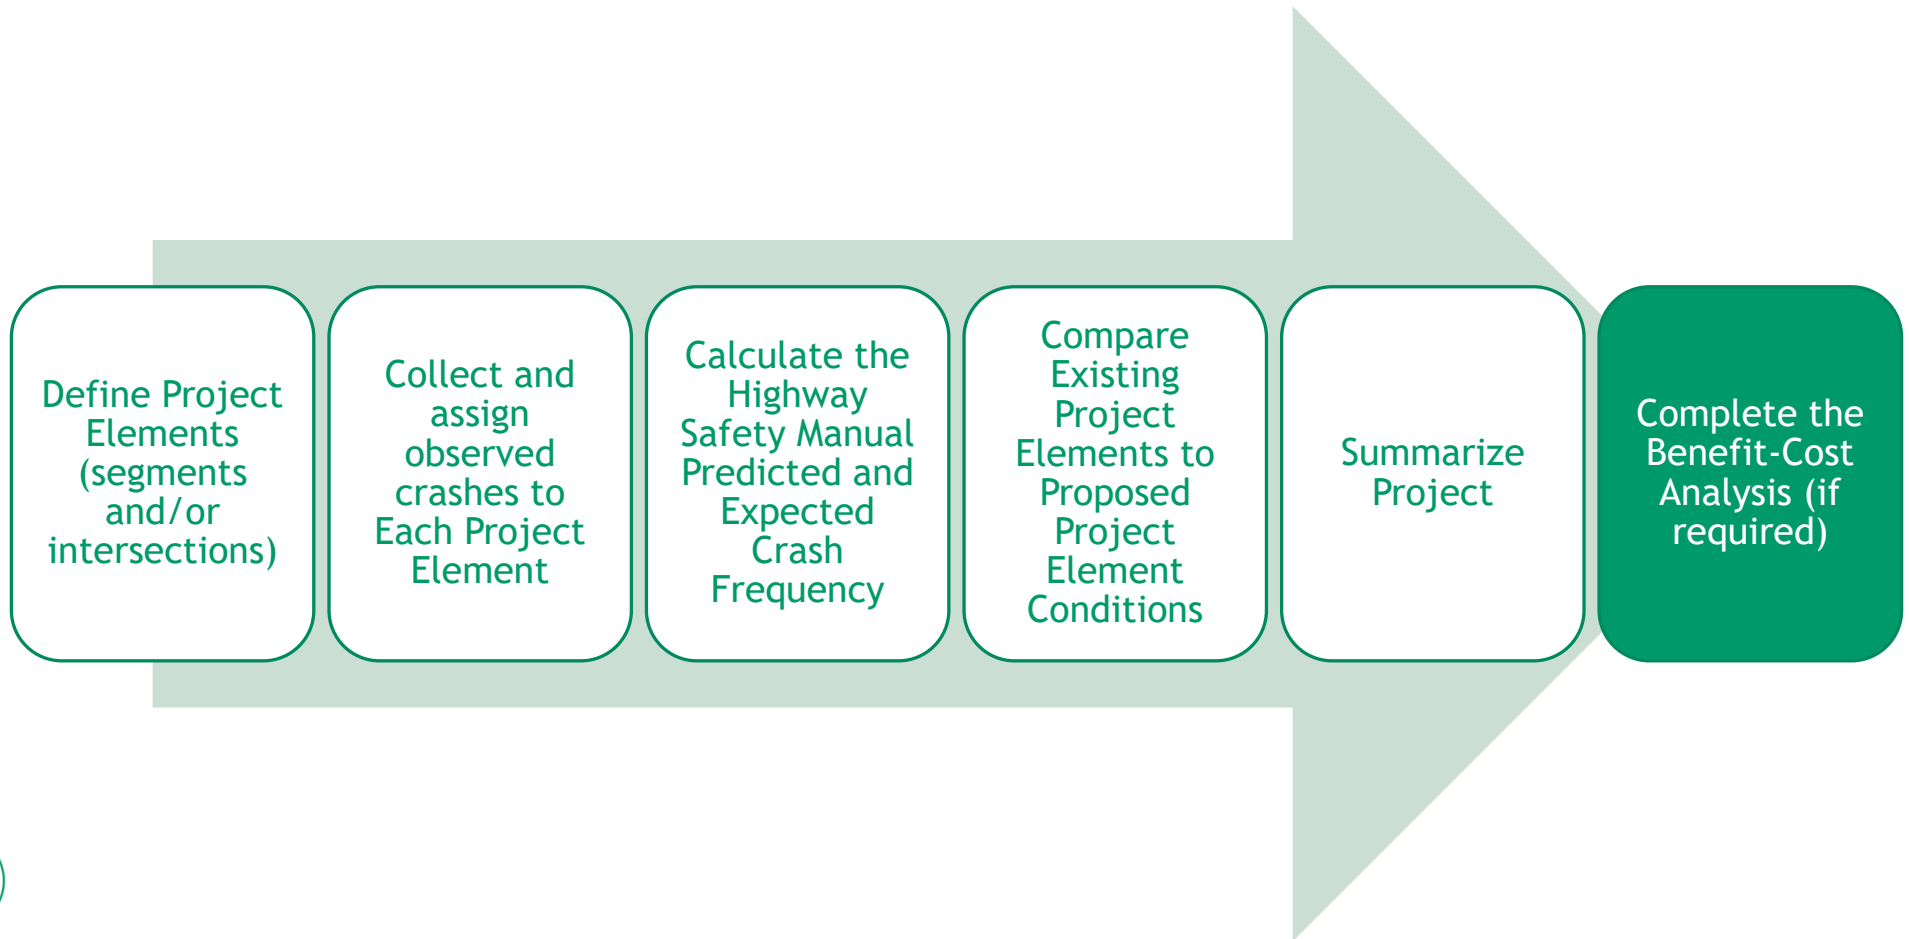 Define Project
Elements
(segments
and/or
intersections)
Collect and
assign
observed
crashes to
Each Project
Element
Calculate the
Highway
Safety Manual
Predicted and
Expected
Crash
Frequency
Compare
Existing
Project
Elements to
Proposed
Project
Element
Conditions
Summarize
Project
Complete the
Benefit-Cost
Analysis (if
required)